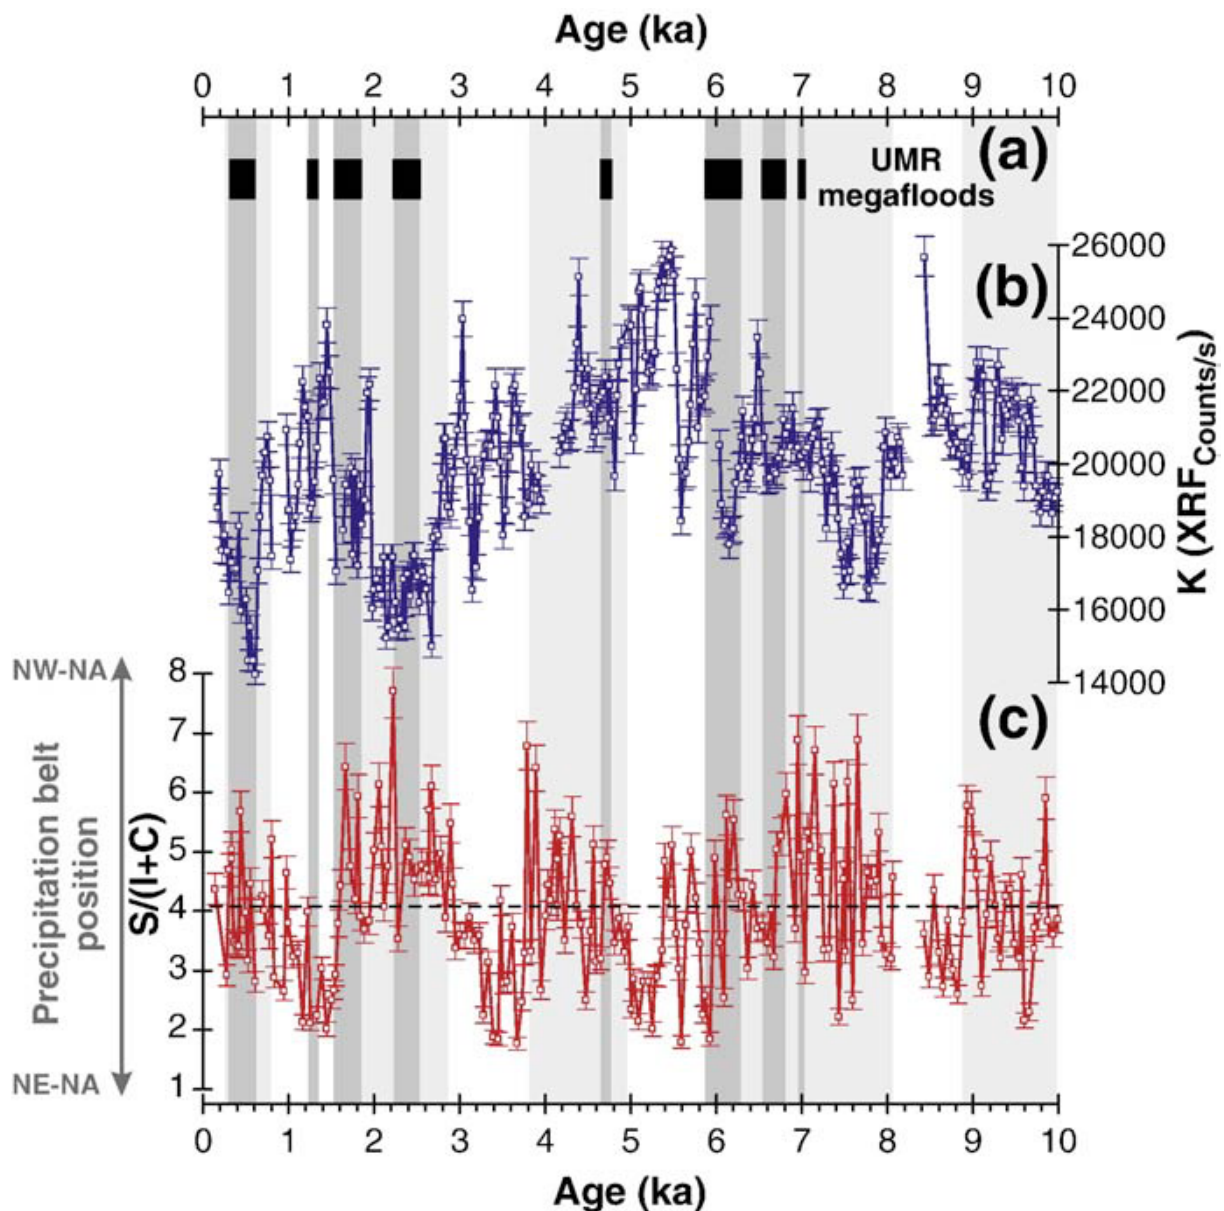 Age (ka)
0 1 2 3 4 5 6 7 8 9 10
(a)
UMR
megafloods
(b)
26000
24000
22000
20000
18000
16000
14000
K (XRF Counts/s)
NW-NA
8
7
6
5
4
3
2
1
(c)
Precipitation belt
position
S/(I+C)
NE-NA
0 1 2 3 4 5 6 7 8 9 10
Age (ka)